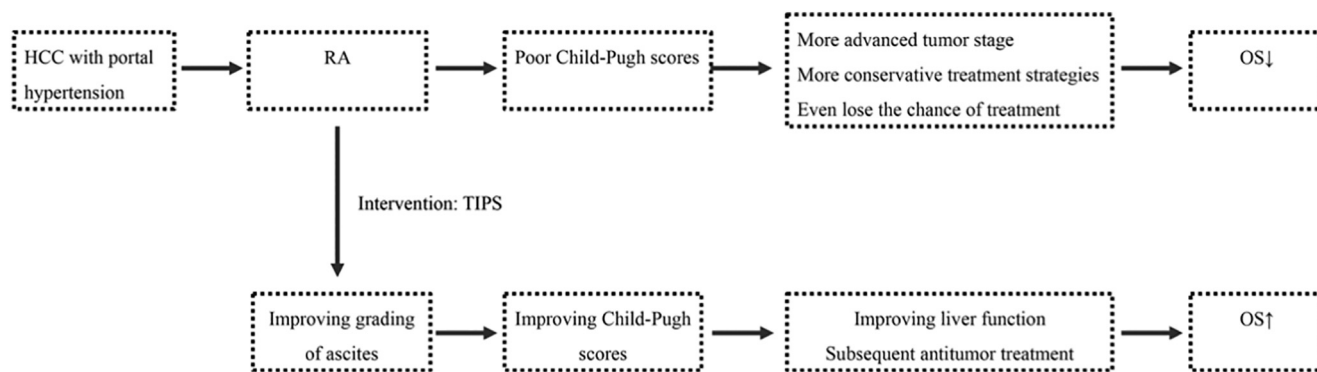 HCC with portal
hypertension
RA
Poor Child-Pugh scores
More advanced tumor stage
More conservative treatment strategies
Even lose the chance of treatment
OS↓
Intervention: TIPS
Improving grading
of ascites
Improving Child-Pugh
scores
Improving liver function
Subsequent antitumor treatment
OS↑